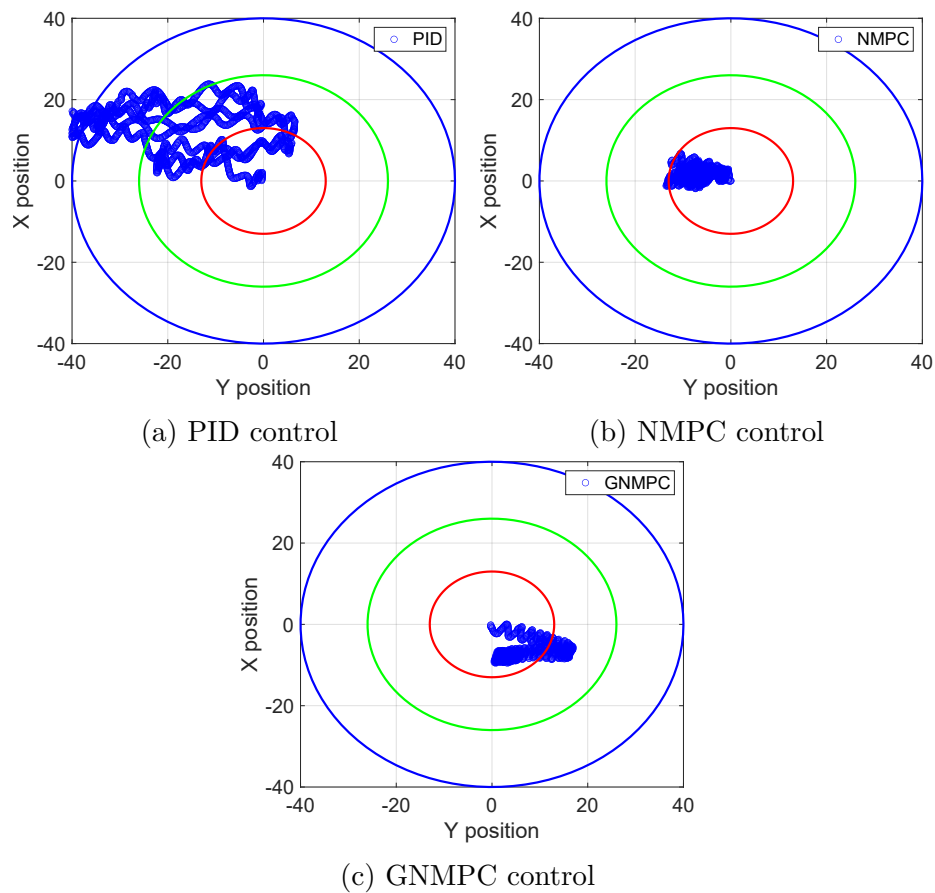 PID
40
20
0
-20
-40
X position
-40 -20 0 20 40
Y position
(a) PID control
NMPC
40
20
0
-20
-40
X position
-40 -20 0 20 40
Y position
(b) NMPC control
GNMPC
40
20
0
-20
-40
X position
-40 -20 0 20 40
Y position
(c) GNMPC control